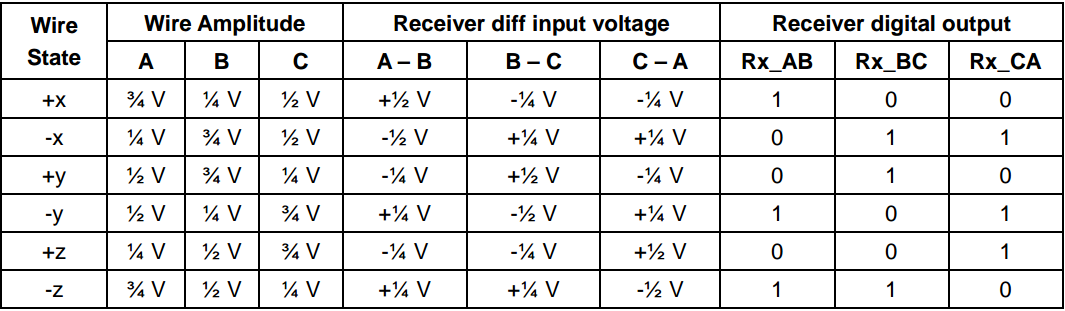 Wire State Wire Amplitude Receiver diff input voltage Receiver digital output
A B C A – B B – C C – A Rx_AB Rx_BC Rx_CA
+x ¾ V ¼ V ½ V +½ V -¼ V -¼ V 1 0 0
-x ¼ V ¾ V ½ V -½ V +¼ V +¼ V 0 1 1
+y ½ V ¾ V ¼ V -¼ V +½ V -¼ V 0 1 0
-y ½ V ¼ V ¾ V +¼ V -½ V +¼ V 1 0 1
+z ¼ V ½ V ¾ V -¼ V -¼ V +½ V 0 0 1
-z ¾ V ½ V ¼ V +¼ V +¼ V -½ V 1 1 0